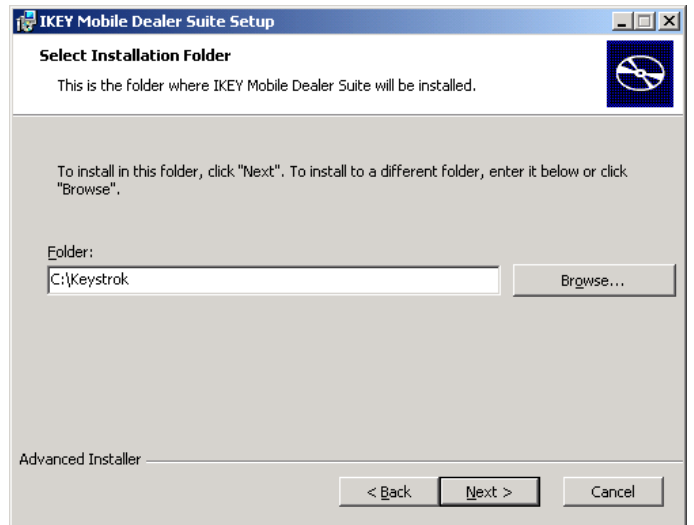 IKEY Mobile Dealer Suite Setup
Select Installation Folder
This is the folder where IKEY Mobile Dealer Suite will be installed.
To install in this folder, click "Next". To install to a different folder, enter it below or click
"Browse".
Folder:
C:\Keystrok
Browse...
Advanced Installer
< Back
Next >
Cancel